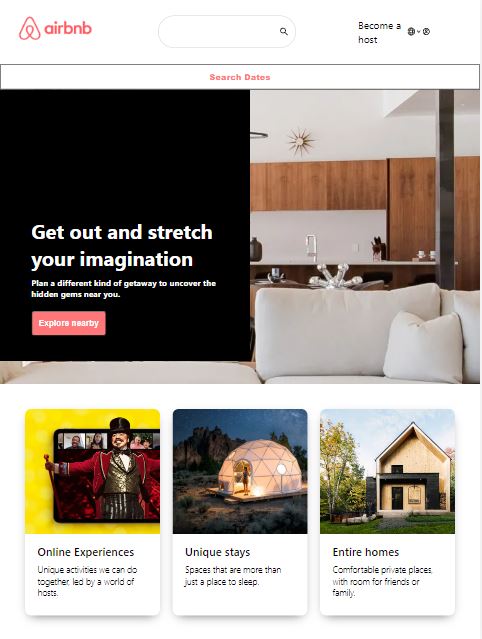 airbnb
Become a
host
Search Dates
Get out and stretch
your imagination
Plan a different kind of getaway to uncover the
hidden gems near you.
Explore nearby
Online Experiences
Unique activities we can do
together, led by a world of
hosts.
Unique stays
Spaces that are more than
just a place to sleep.
Entire homes
Comfortable private places,
with room for friends or
family.